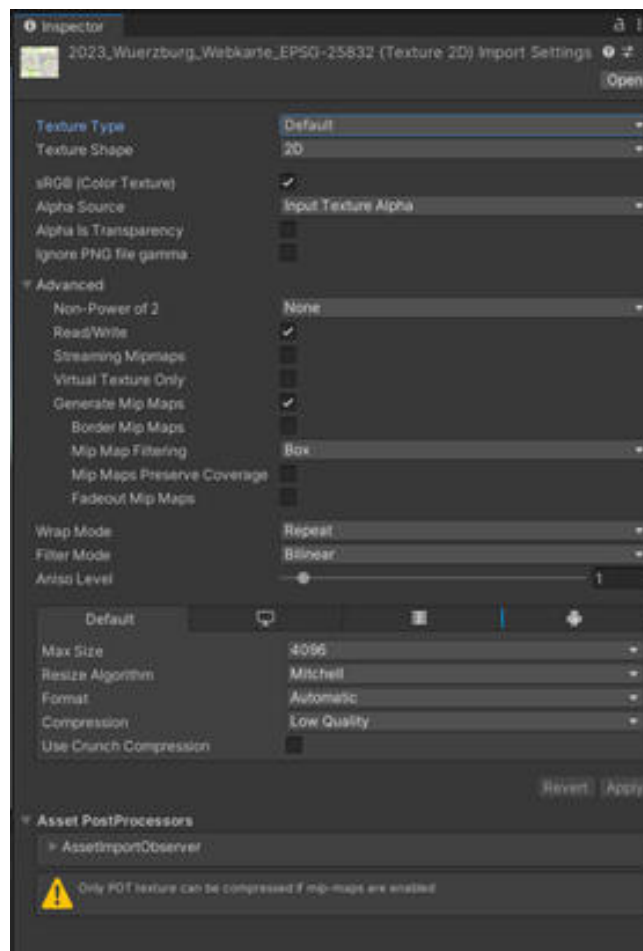 Inspector
2023_Wuerzburg_Webkarte_EPSG-25832 (Texture 2D) Import Settings
Open
Texture Type Default
Texture Shape 2D
sRGB (Color Texture)
Alpha Source Input Texture Alpha
Alpha Is Transparency
Ignore PNG file gamma
Advanced
Non-Power of 2 None
Read/Write
Streaming Mipmaps
Virtual Texture Only
Generate Mip Maps
Border Mip Maps
Mip Map Filtering Box
Mip Maps Preserve Coverage
Fadeout Mip Maps
Wrap Mode Repeat
Filter Mode Bilinear
Aniso Level 1
Default
Max Size 4096
Resize Algorithm Mitchell
Format Automatic
Compression Low Quality
Use Crunch Compression
Revert Apply
Asset PostProcessors
AssetImportObserver
Only POT texture can be compressed if mip-maps are enabled